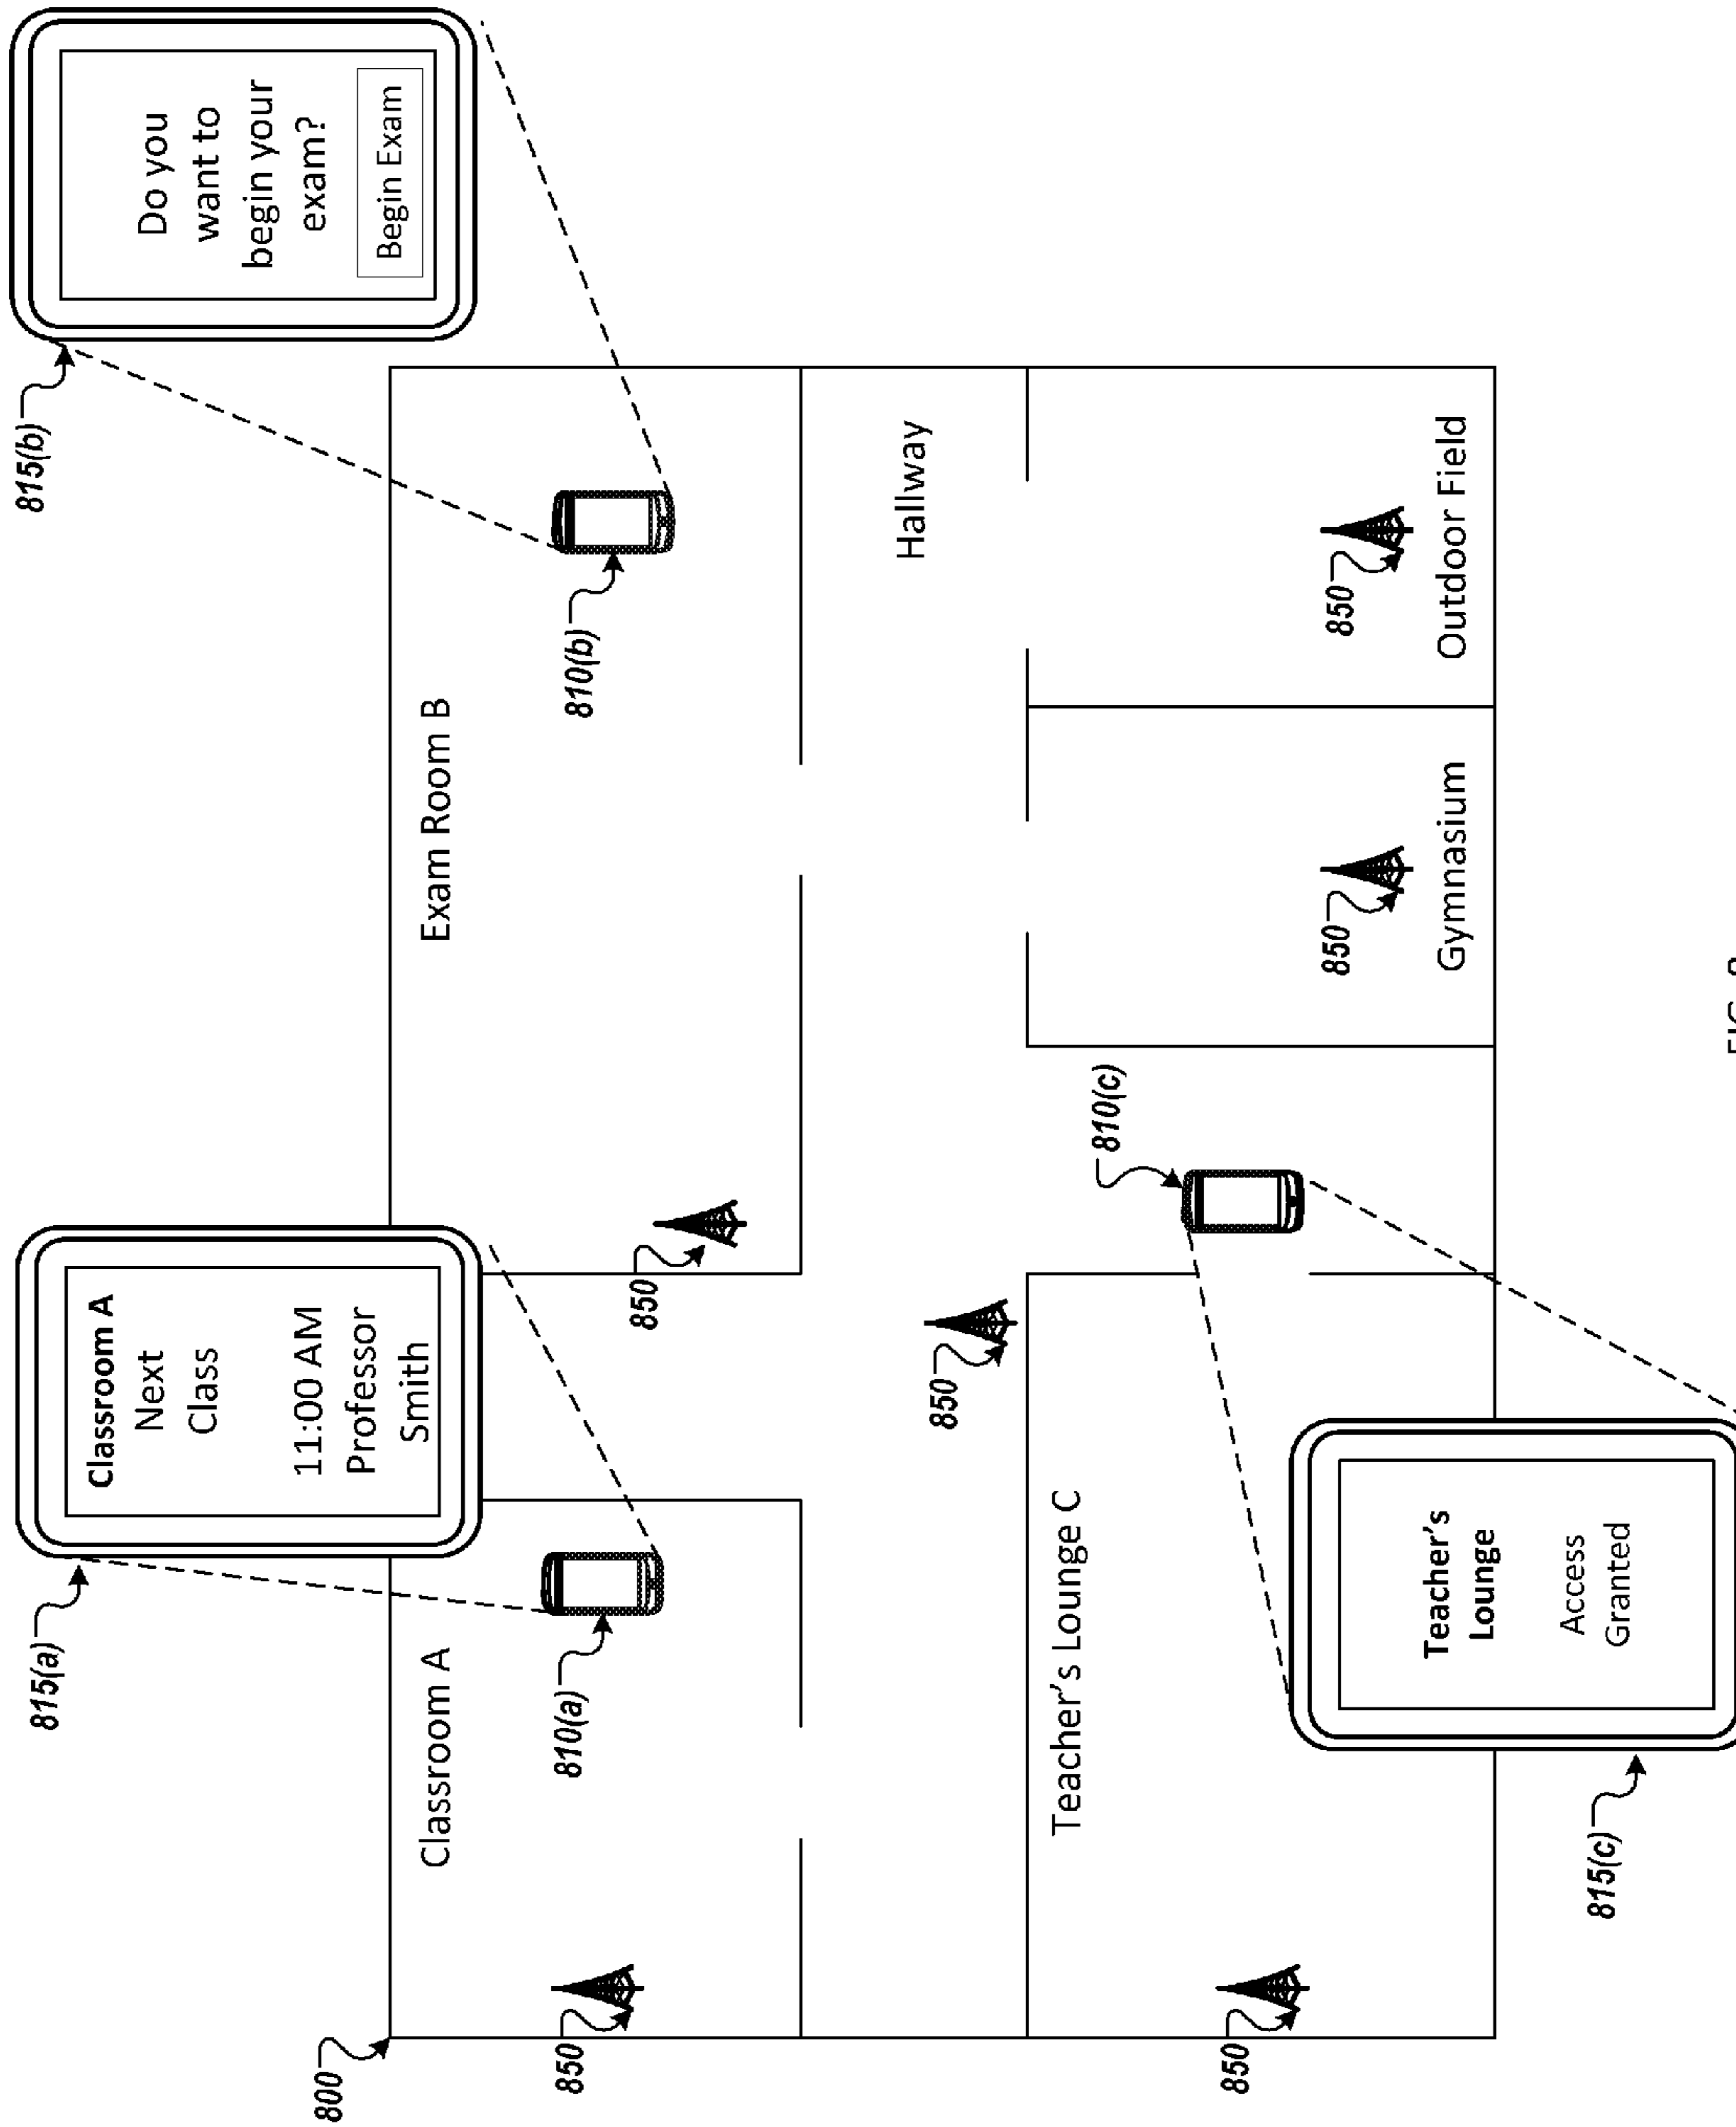 800
815(a)
Classroom A
Next
Class
11:00 AM
Professor
Smith
815(b)
Do you
want to
begin your
exam?
Begin Exam
Classroom A
Exam Room B
850
810(a)
850
810(b)
Hallway
850
Teacher's Lounge C
810(c)
850
850
850
Gymnasium
Outdoor Field
815(c)
Teacher's
Lounge
Access
Granted